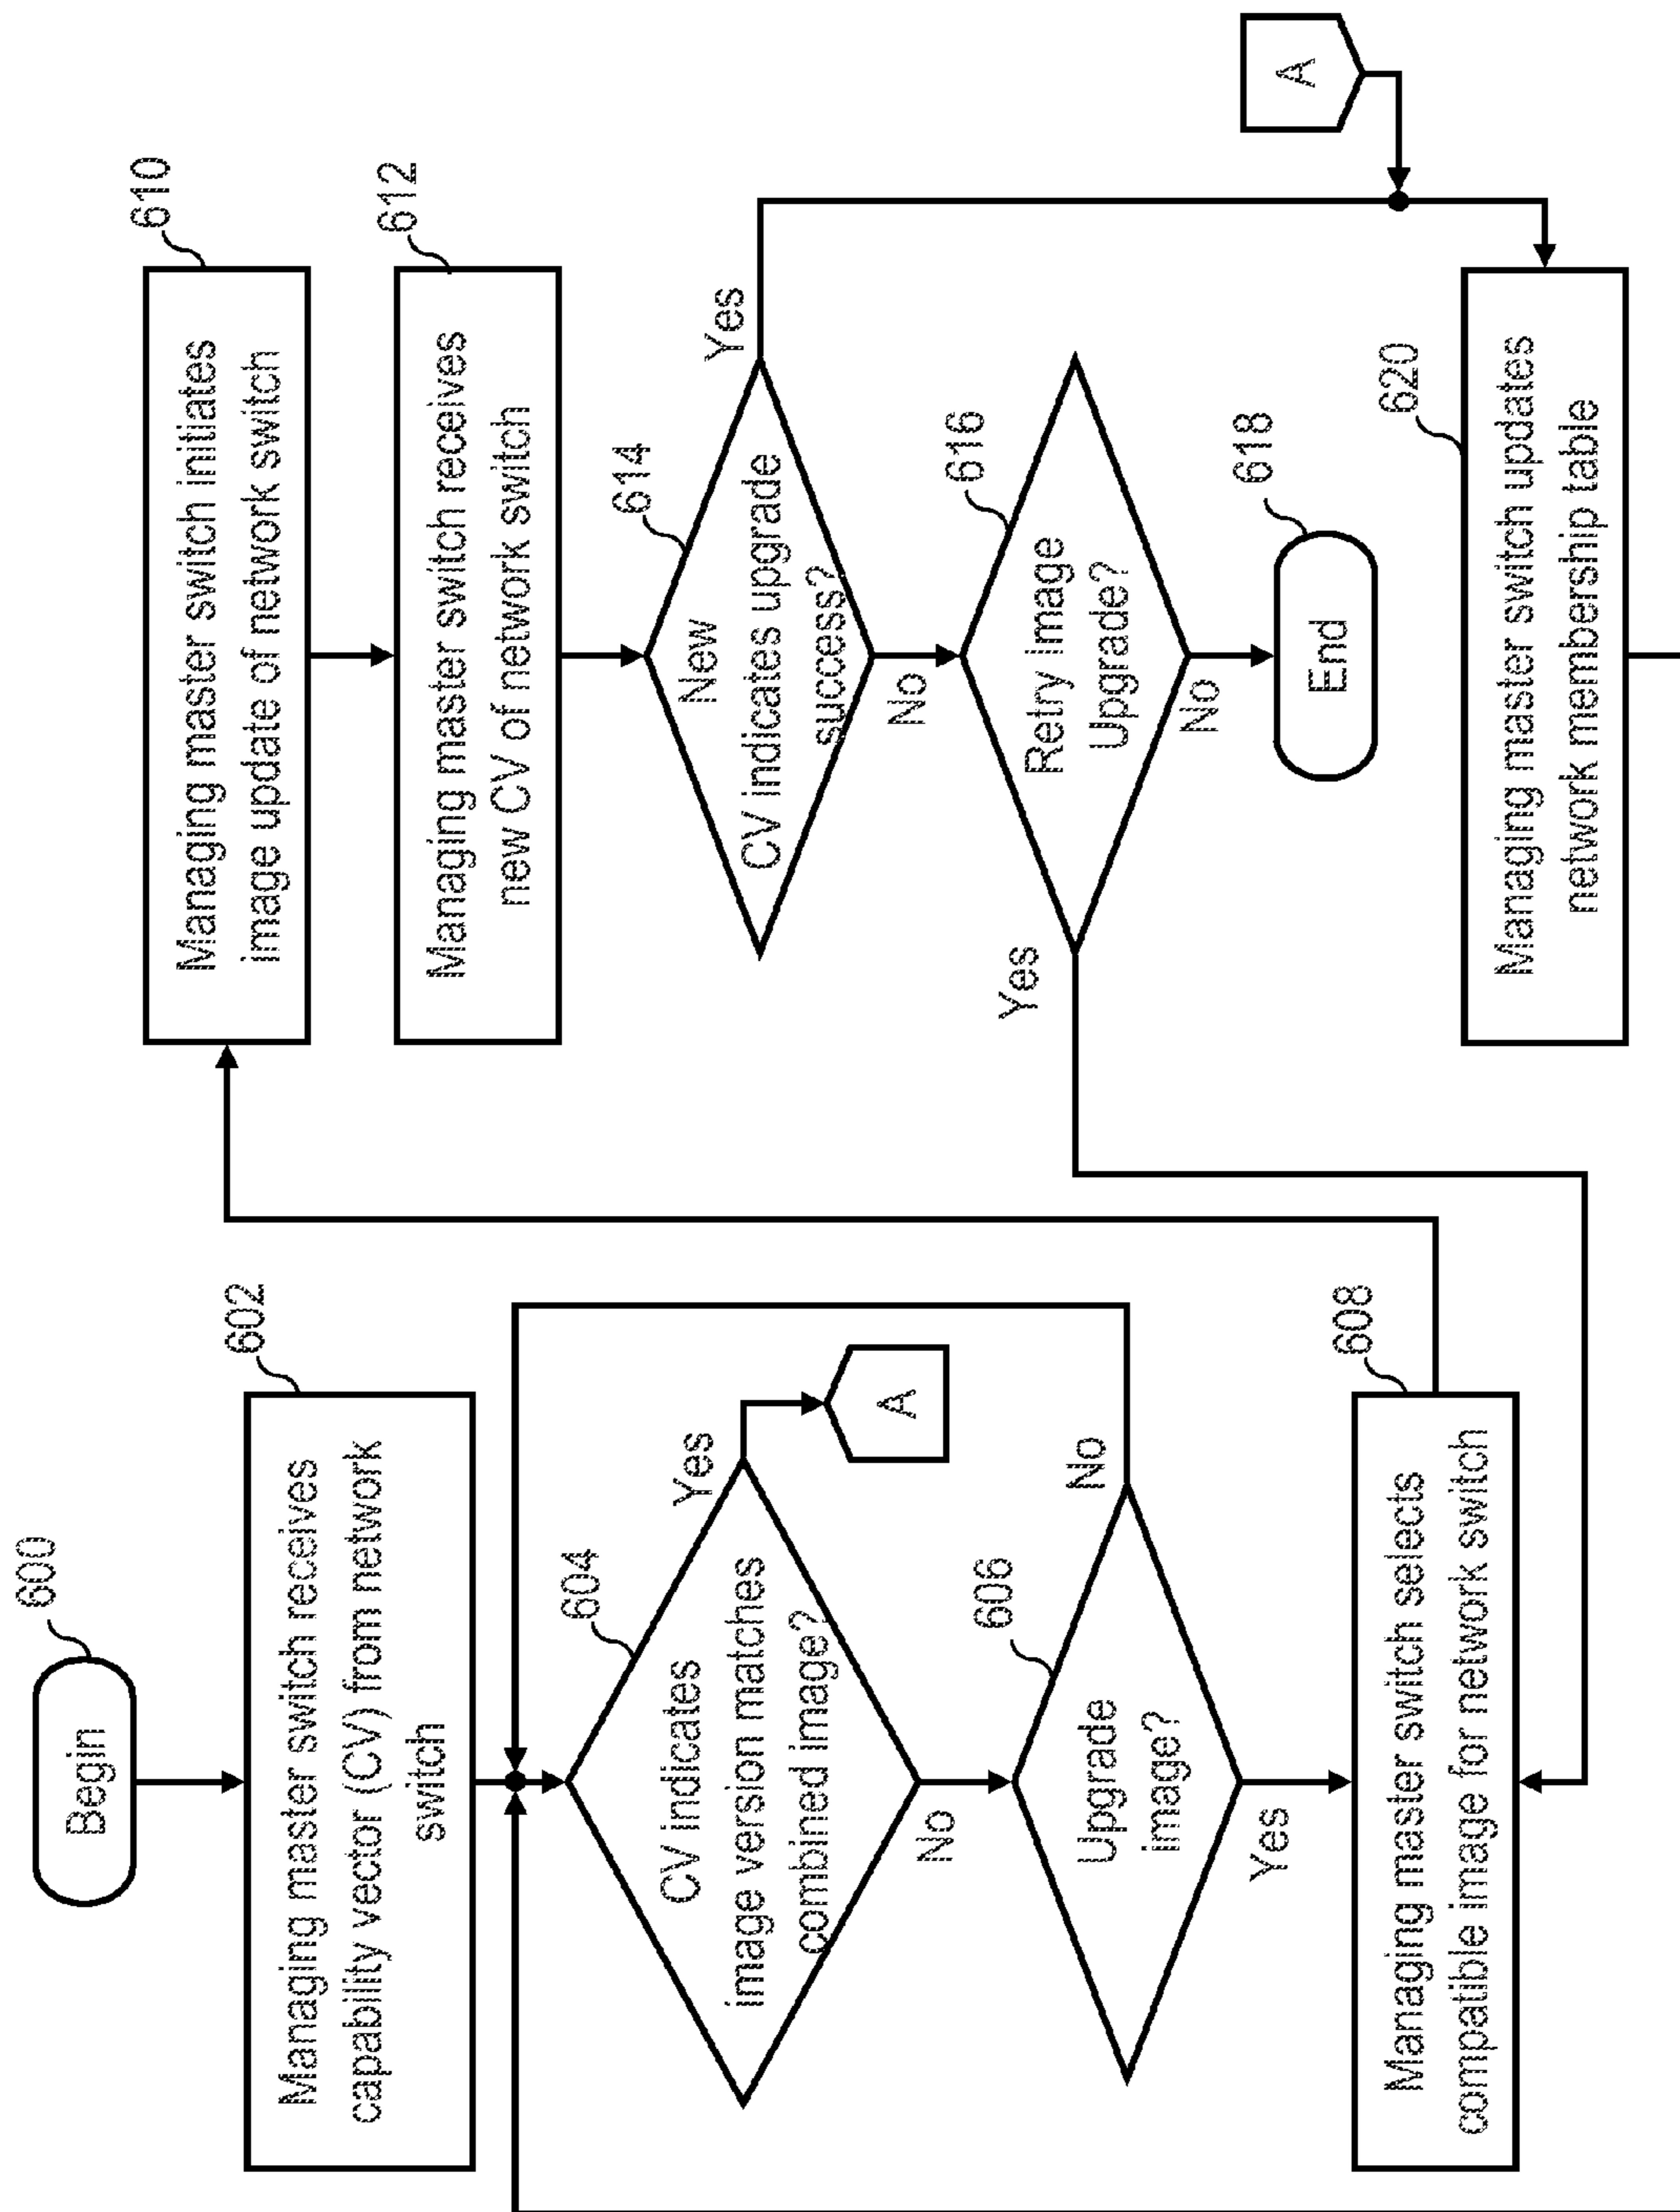 600
Begin
602
Managing master switch receives
capability vector (CV) from network
switch
604
CV indicates
image version matches
combined image?
Yes
A
No
606
Upgrade
image?
No
Yes
608
Managing master switch selects
compatible image for network switch
610
Managing master switch initiates
image update of network switch
612
Managing master switch receives
new CV of network switch
614
New
CV indicates upgrade
success?
Yes
No
616
Retry image
Upgrade?
Yes
No
618
End
A
620
Managing master switch updates
network membership table